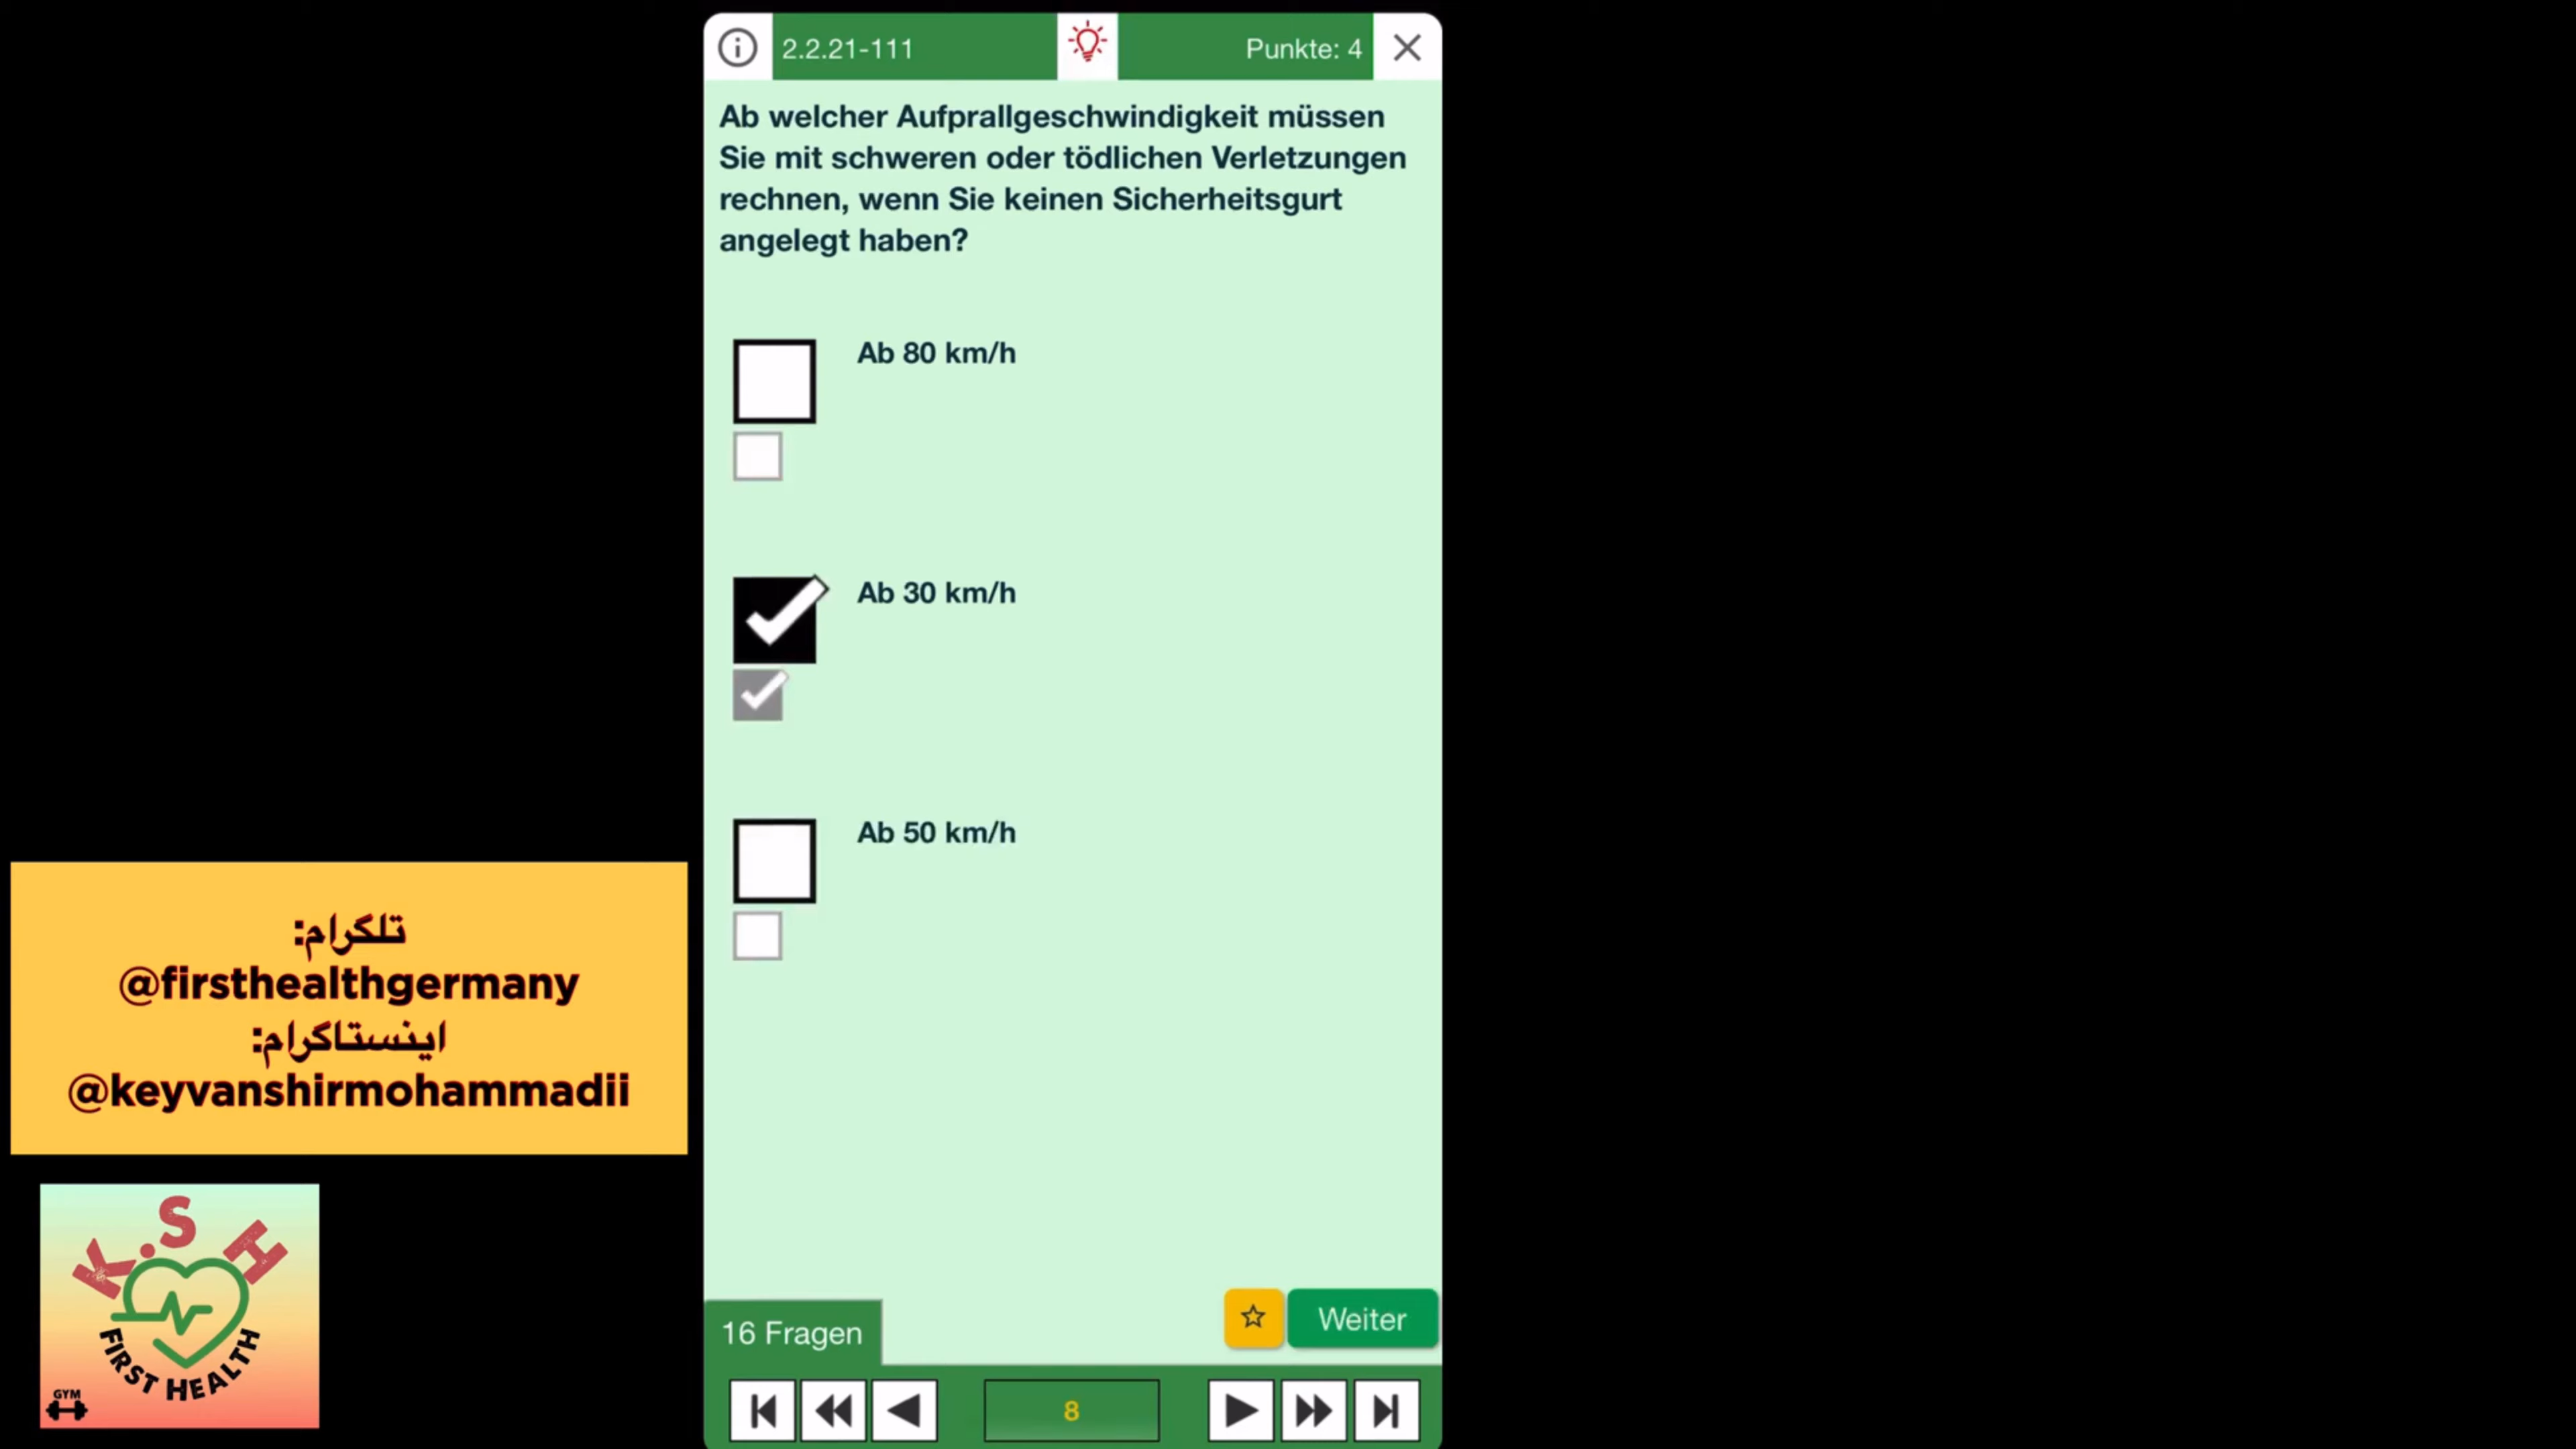 2.2.21-111
Punkte: 4
Ab welcher Aufprallgeschwindigkeit müssen
Sie mit schweren oder tödlichen Verletzungen
rechnen, wenn Sie keinen Sicherheitsgurt
angelegt haben?
Ab 80 km/h
Ab 30 km/h
Ab 50 km/h
16 Fragen
Weiter
8
تلگرام:
@firsthealthgermany
اینستاگرام:
@keyvanshirmohammadii
K.S.H
FIRST HEALTH
GYM